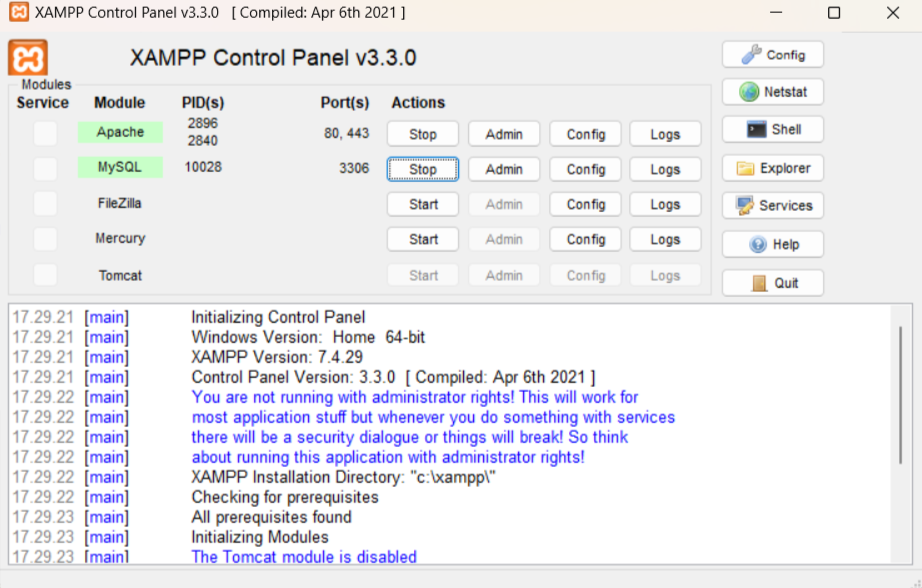 XAMPP Control Panel v3.3.0 [ Compiled: Apr 6th 2021 ]
XAMPP Control Panel v3.3.0
Modules
Service Module PID(s) Port(s) Actions
Apache 2896 2840 80, 443 Stop Admin Config Logs
MySQL 10028 3306 Stop Admin Config Logs
FileZilla Start Admin Config Logs
Mercury Start Admin Config Logs
Tomcat Start Admin Config Logs
Config
Netstat
Shell
Explorer
Services
Help
Quit
17.29.21 [main] Initializing Control Panel
17.29.21 [main] Windows Version: Home 64-bit
17.29.21 [main] XAMPP Version: 7.4.29
17.29.21 [main] Control Panel Version: 3.3.0 [ Compiled: Apr 6th 2021 ]
17.29.22 [main] You are not running with administrator rights! This will work for
17.29.22 [main] most application stuff but whenever you do something with services
17.29.22 [main] there will be a security dialogue or things will break! So think
17.29.22 [main] about running this application with administrator rights!
17.29.22 [main] XAMPP Installation Directory: "c:\xampp\"
17.29.22 [main] Checking for prerequisites
17.29.23 [main] All prerequisites found
17.29.23 [main] Initializing Modules
17.29.23 [main] The Tomcat module is disabled